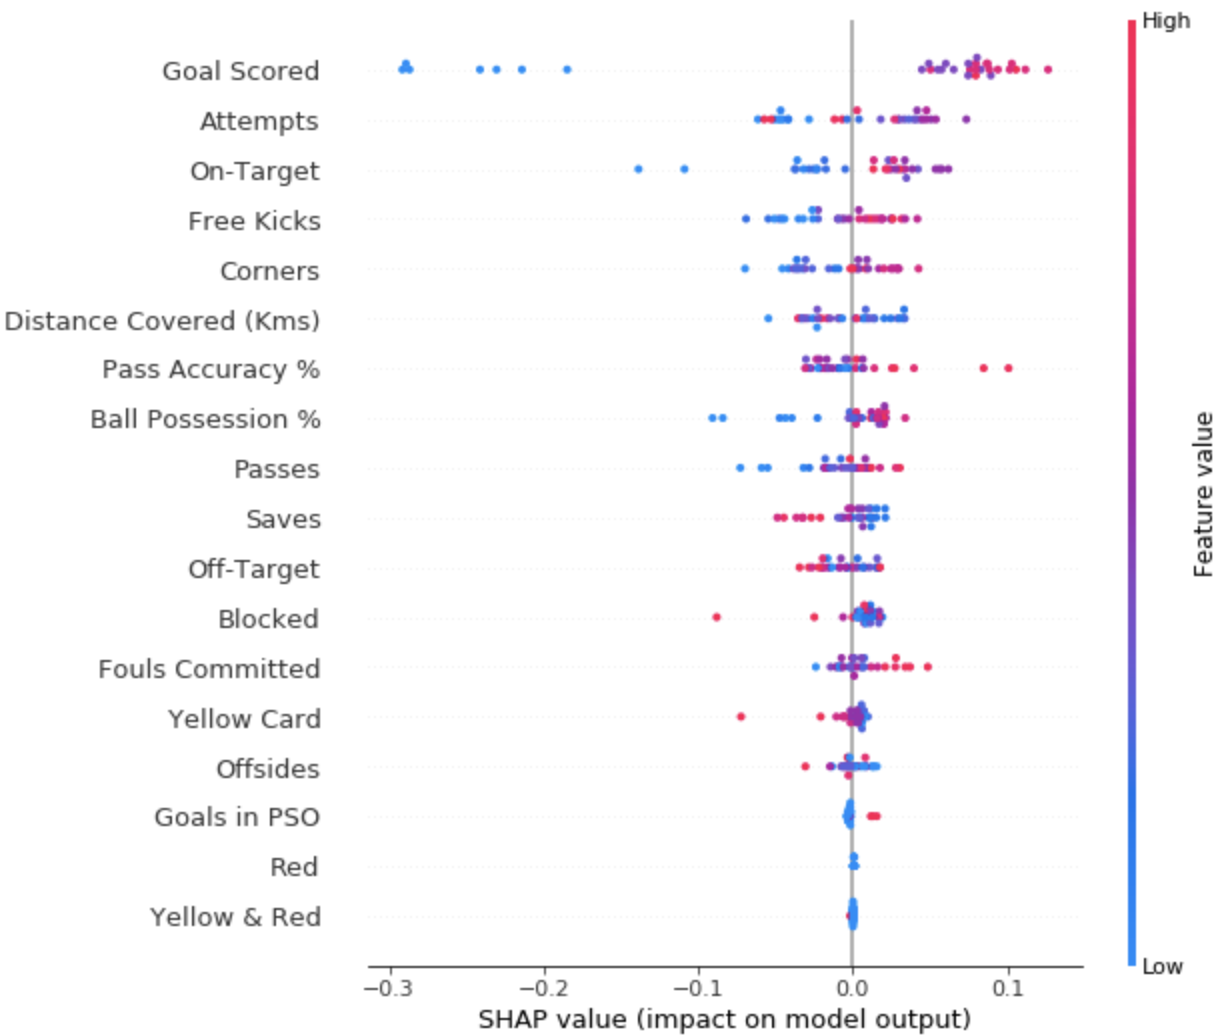 High
Goal Scored
Attempts
On-Target
Free Kicks
Corners
Distance Covered (Kms)
Pass Accuracy %
Ball Possession %
Passes
Saves
Off-Target
Blocked
Fouls Committed
Yellow Card
Offsides
Goals in PSO
Red
Yellow & Red
Feature value
Low
−0.3 −0.2 −0.1 0.0 0.1
SHAP value (impact on model output)